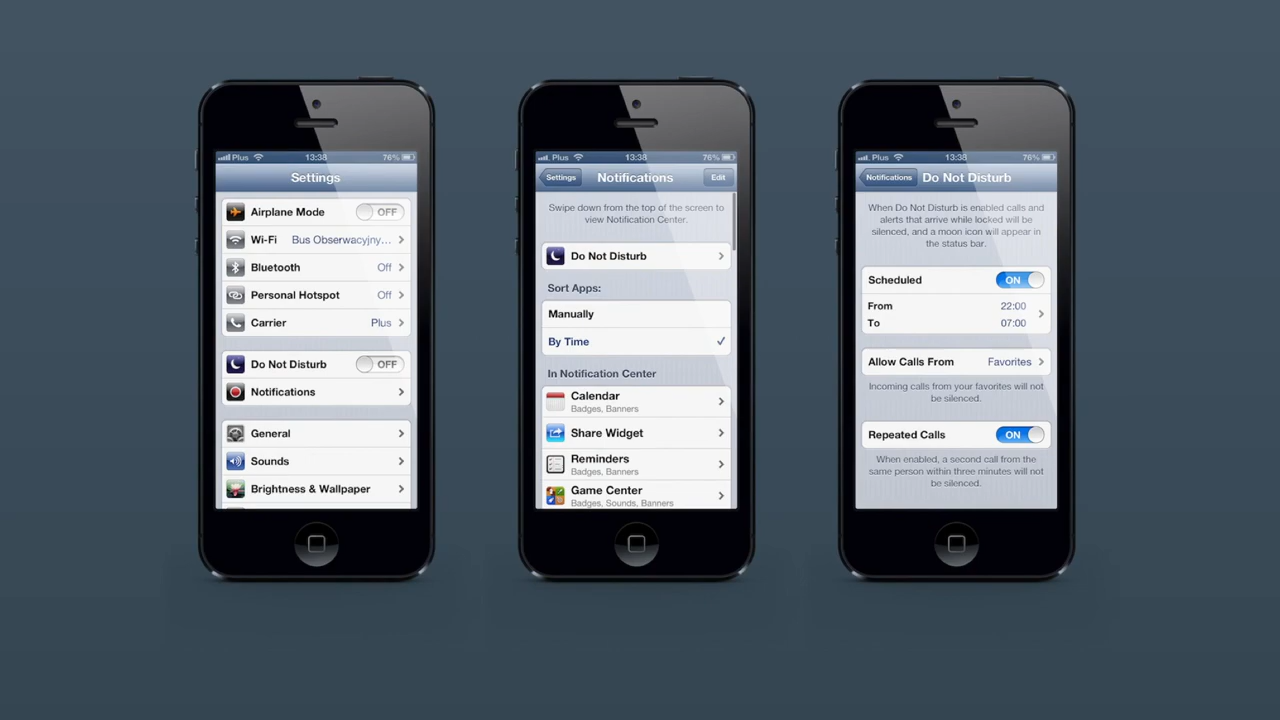 Plus 13:38 76%
Settings
Airplane Mode OFF
Wi-Fi Bus Obserwacyjny...
Bluetooth Off
Personal Hotspot Off
Carrier Plus
Do Not Disturb OFF
Notifications
General
Sounds
Brightness & Wallpaper
Plus 13:38 76%
Settings Notifications Edit
Swipe down from the top of the screen to
view Notification Center.
Do Not Disturb
Sort Apps:
Manually
By Time
In Notification Center
Calendar
Badges, Banners
Share Widget
Reminders
Badges, Banners
Game Center
Badges, Sounds, Banners
Plus 13:38 76%
Notifications Do Not Disturb
When Do Not Disturb is enabled calls and
alerts that arrive while locked will be
silenced, and a moon icon will appear in
the status bar.
Scheduled ON
From 22:00
To 07:00
Allow Calls From Favorites
Incoming calls from your favorites will not
be silenced.
Repeated Calls ON
When enabled, a second call from the
same person within three minutes will not
be silenced.